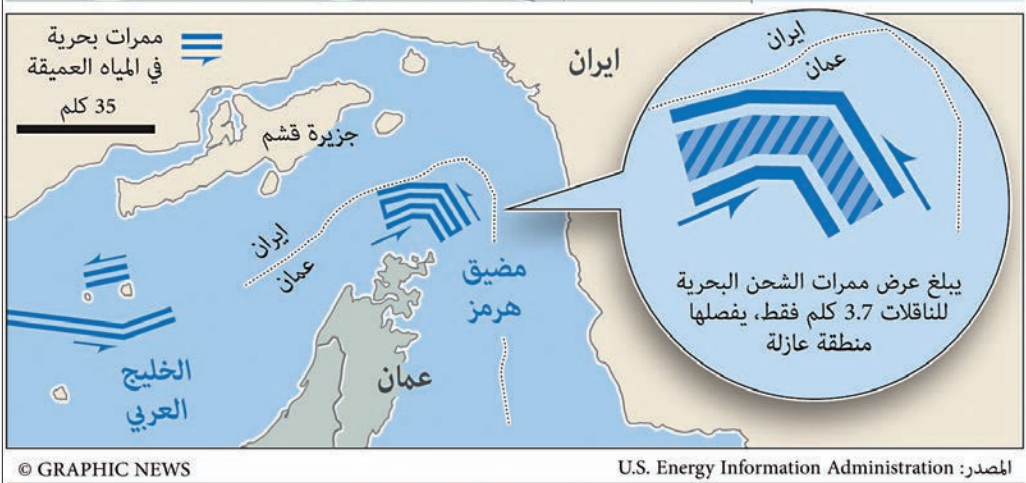 ممرات بحرية
في المياه العميقة
35 كلم
جزيرة قشم
ايران
ايران
عمان
ايران
عمان
مضيق
هرمز
الخليج
العربي
عمان
يبلغ عرض ممرات الشحن البحرية
للناقلات 3.7 كلم فقط، يفصلها
منطقة عازلة
© GRAPHIC NEWS
المصدر: U.S. Energy Information Administration